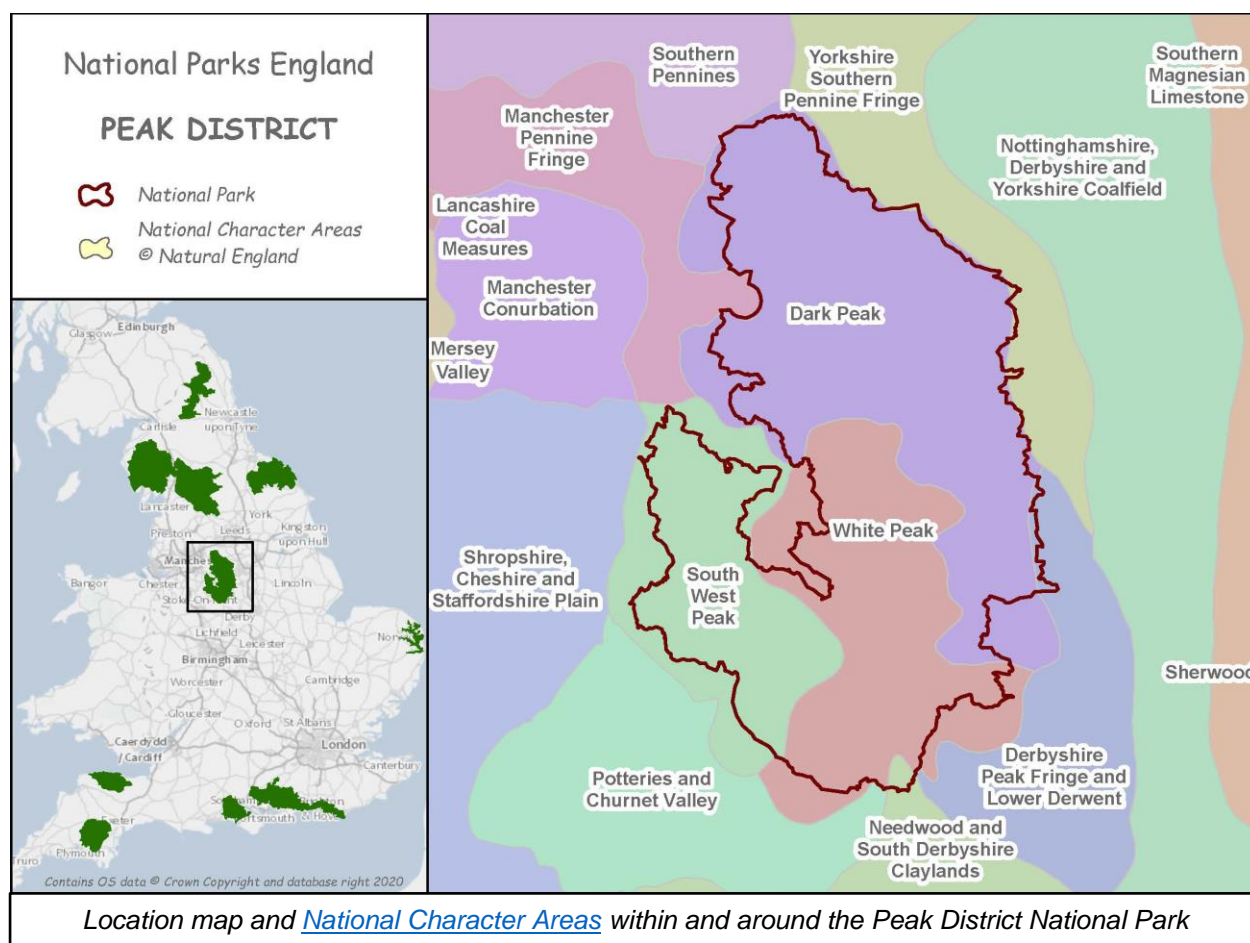 National Parks England
PEAK DISTRICT
National Park
National Character Areas
© Natural England
Edinburgh
Glasgow
Newcastle
upon Tyne
Carlisle
Lancaster
York
Preston
Leeds
Kingston
upon Hull
Manches
Bangor
Chester
Lincoln
Stoke-On-Trent
Derby
Norw
Lichfield
Leicester
Birmingham
Worcester
Cambridge
Gloucester
Oxford
St Albans
London
Caerdydd
/Cardiff
Canterbury
Brighton
& Hove
Exeter
Plymouth
Truro
Contains OS data © Crown Copyright and database right 2020
Southern
Pennines
Yorkshire
Southern
Pennine Fringe
Southern
Magnesian
Limestone
Manchester
Pennine
Fringe
Nottinghamshire,
Derbyshire and
Yorkshire Coalfield
Lancashire
Coal
Measures
Manchester
Conurbation
Dark Peak
Mersey
Valley
White Peak
Shropshire,
Cheshire and
Staffordshire Plain
South
West
Peak
Sherwood
Potteries and
Churnet Valley
Derbyshire
Peak Fringe and
Lower Derwent
Needwood and
South Derbyshire
Claylands
Location map and National Character Areas within and around the Peak District National Park